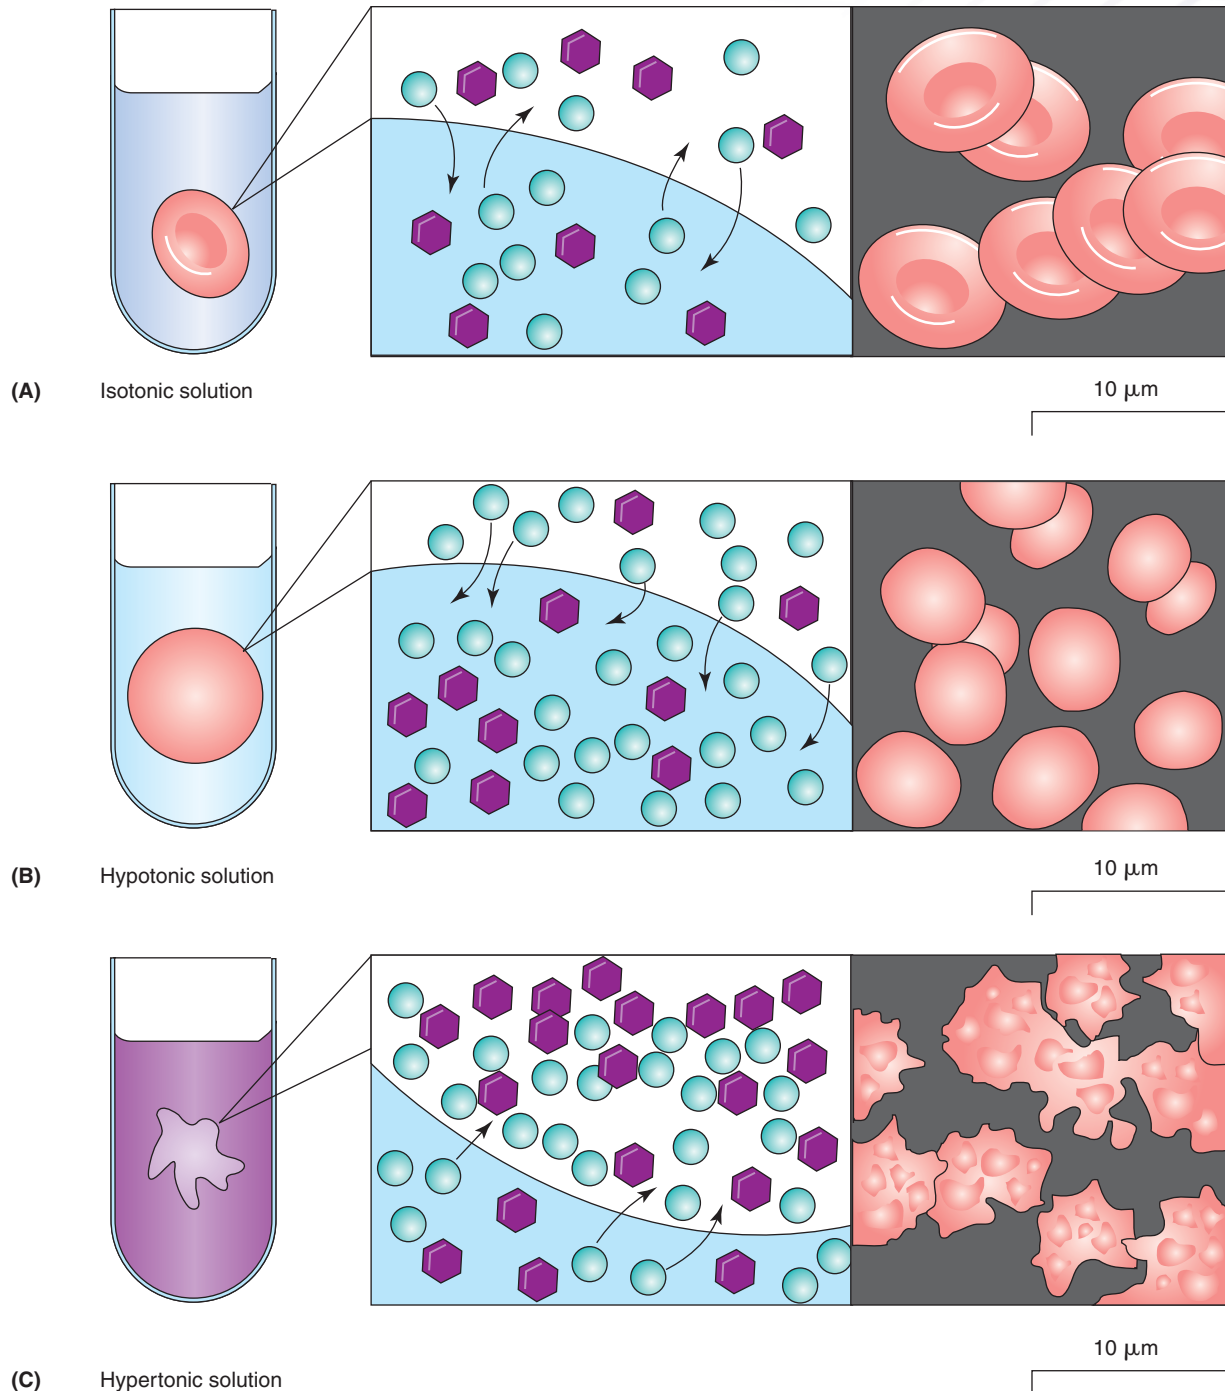 (A) Isotonic solution
10 μm
(B) Hypotonic solution
10 μm
(C) Hypertonic solution
10 μm